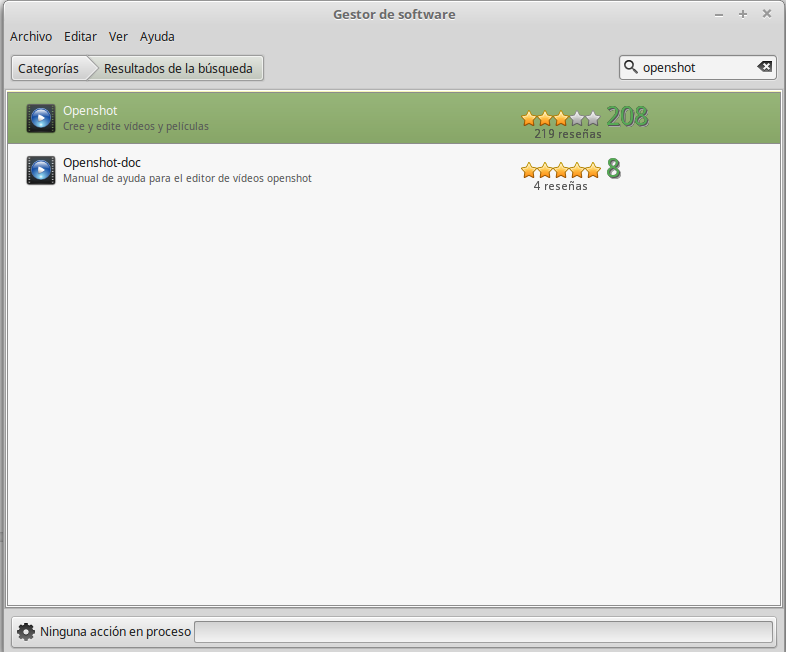 Gestor de software
Archivo Editar Ver Ayuda
Categorías Resultados de la búsqueda openshot
Openshot 208
Cree y edite vídeos y películas
219 reseñas
Openshot-doc 8
Manual de ayuda para el editor de vídeos openshot
4 reseñas
Ninguna acción en proceso